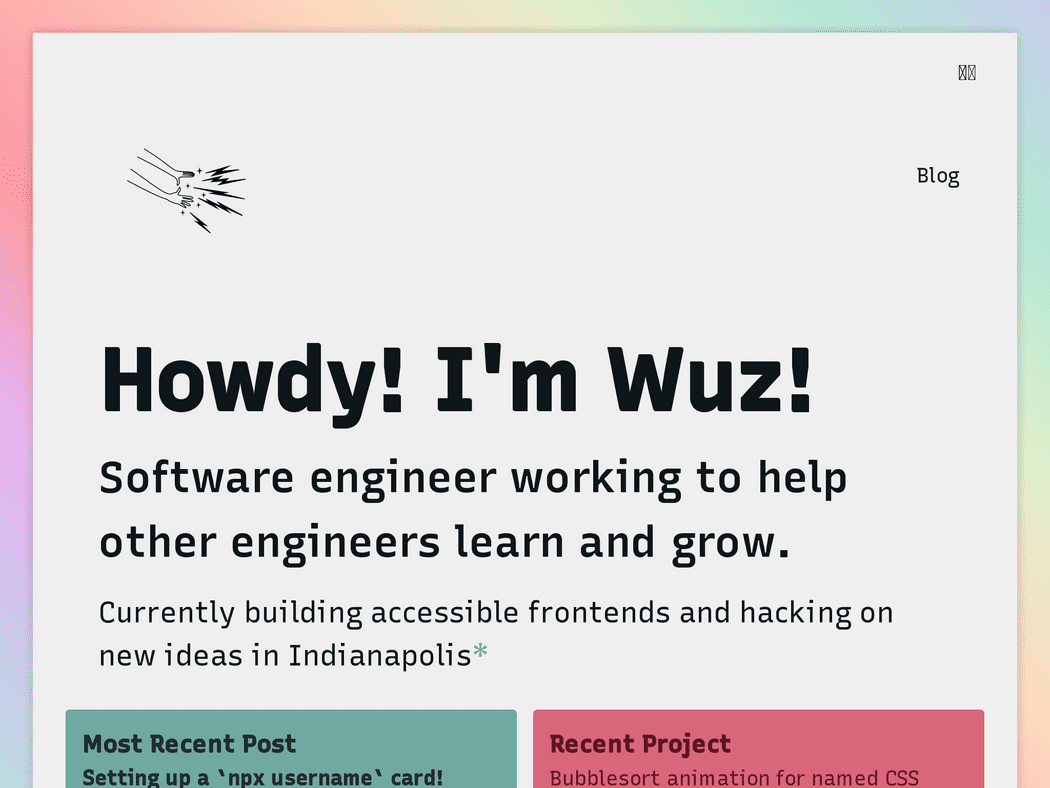 Blog
Howdy! I'm Wuz!
Software engineer working to help
other engineers learn and grow.
Currently building accessible frontends and hacking on
new ideas in Indianapolis*
Most Recent Post
Setting up a `npx username` card!
Recent Project
Bubblesort animation for named CSS